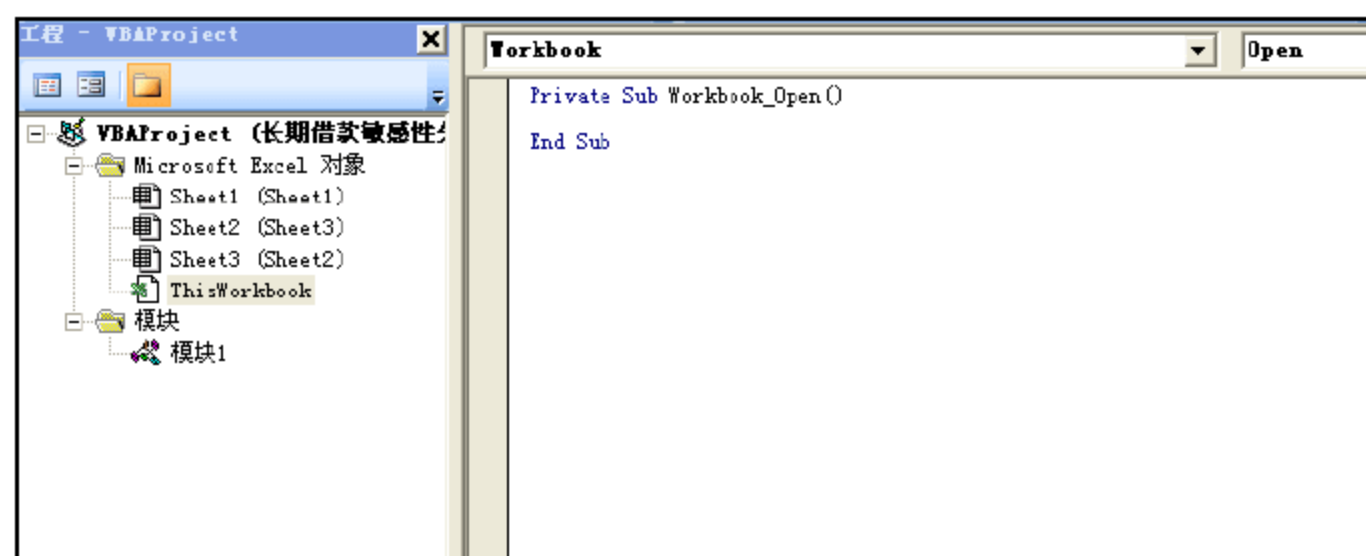 工程 - VBAProject
VBAProject (长期借款敏感性
Microsoft Excel 对象
Sheet1 (Sheet1)
Sheet2 (Sheet3)
Sheet3 (Sheet2)
ThisWorkbook
模块
模块1
Workbook
Open
Private Sub Workbook_Open()
End Sub